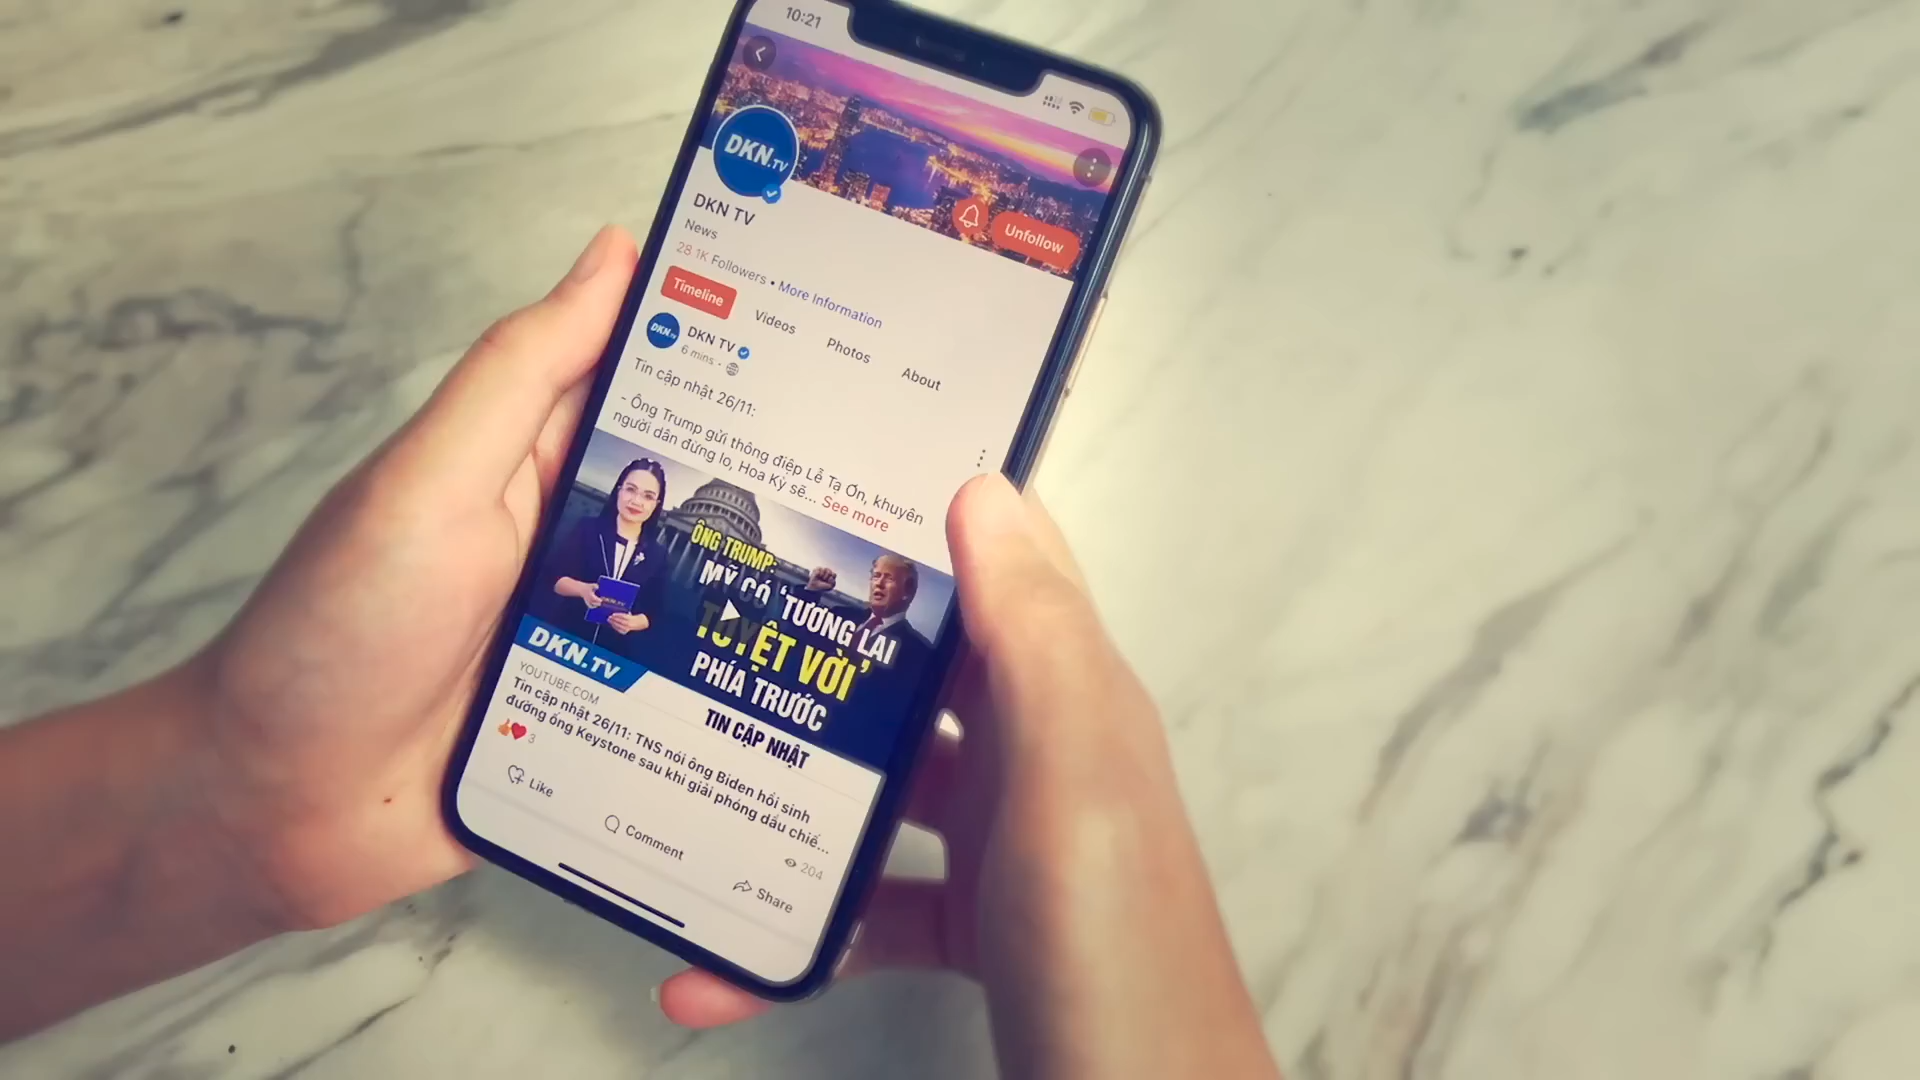 10:21
DKN.TV
DKN TV
News
28.1K Followers • More Information
Unfollow
Timeline
Videos
Photos
About
DKN.TV
DKN TV
6 mins ·
Tin cập nhật 26/11:
- Ông Trump gửi thông điệp Lễ Tạ Ơn, khuyên
người dân đừng lo, Hoa Kỳ sẽ... See more
ÔNG TRUMP:
MỸ CÓ 'TƯƠNG LAI
TUYỆT VỜI'
PHÍA TRƯỚC
DKN.TV
DKN.TV
TIN CẬP NHẬT
YOUTUBE.COM
Tin cập nhật 26/11: TNS nói ông Biden hồi sinh
đường ống Keystone sau khi giải phóng dầu chiế...
3
204
Like
Comment
Share